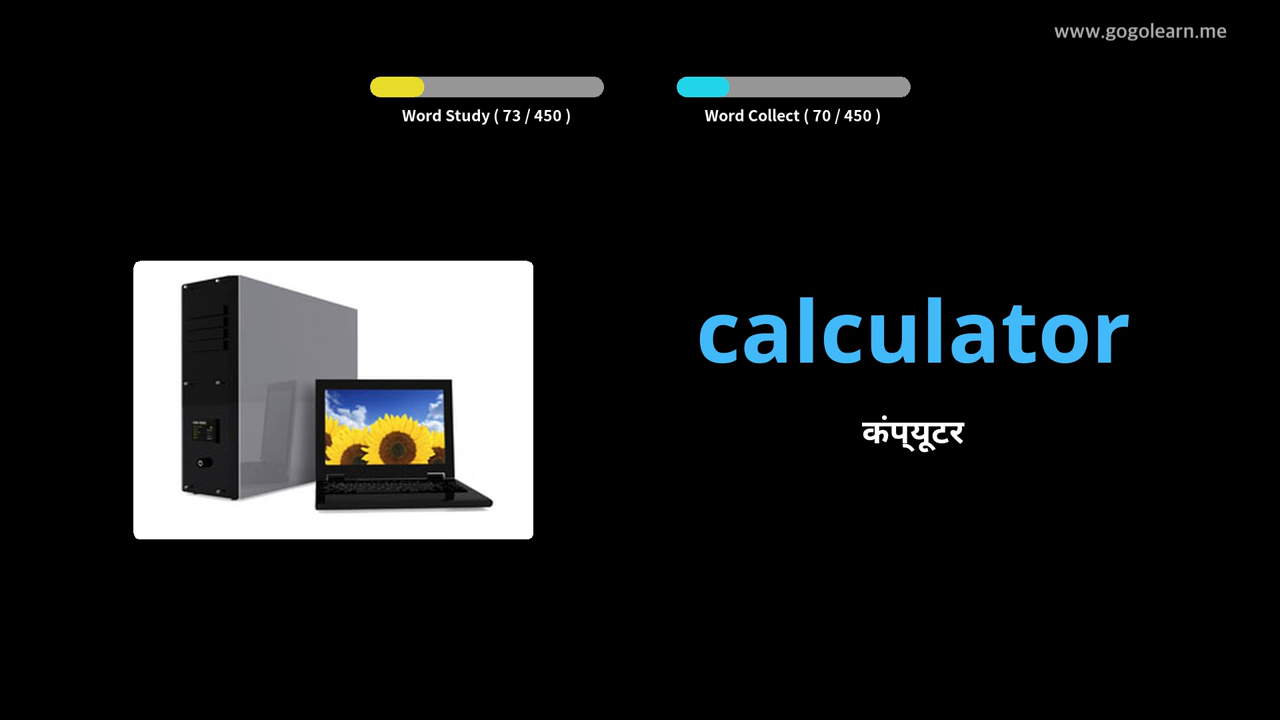 www.gogolearn.me
Word Study ( 73 / 450 )
Word Collect ( 70 / 450 )
calculator
कंप्यूटर